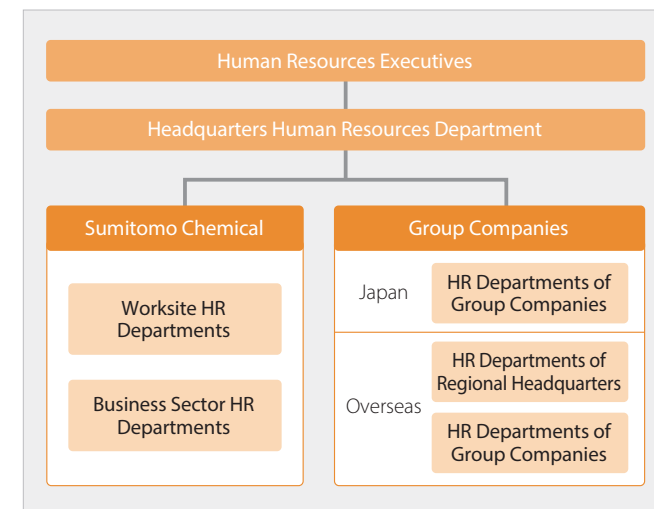 Human Resources Executives
Headquarters Human Resources Department
Sumitomo Chemical
Worksite HR
Departments
Business Sector HR
Departments
Group Companies
Japan
HR Departments of
Group Companies
Overseas
HR Departments of
Regional Headquarters
HR Departments of
Group Companies